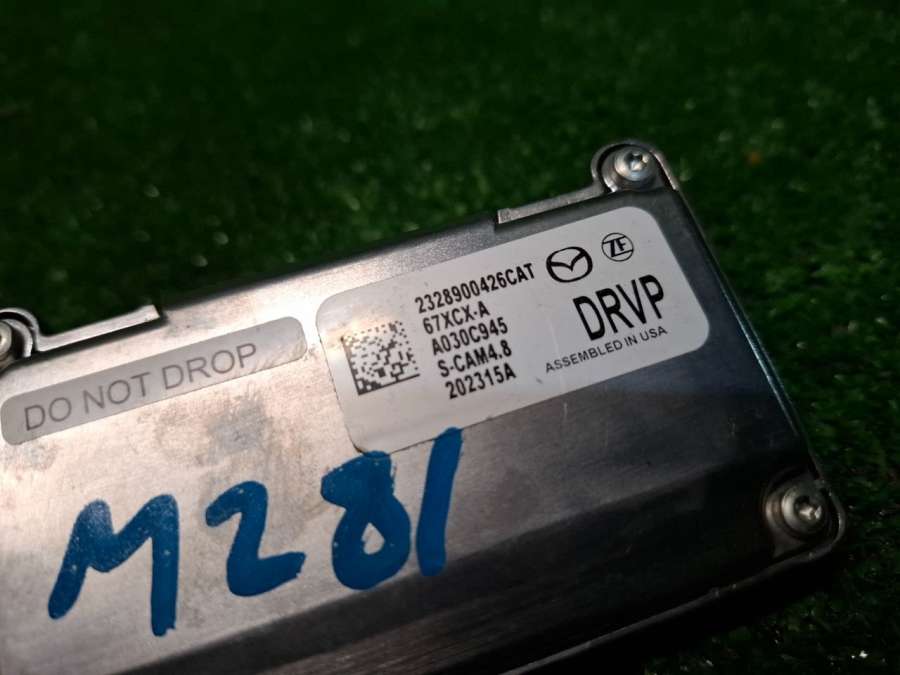 2328900426CAT
67XCX-A
A030C945
S-CAM4.8
202315A
ZF
DRVP
ASSEMBLED IN USA
DO NOT DROP
M281